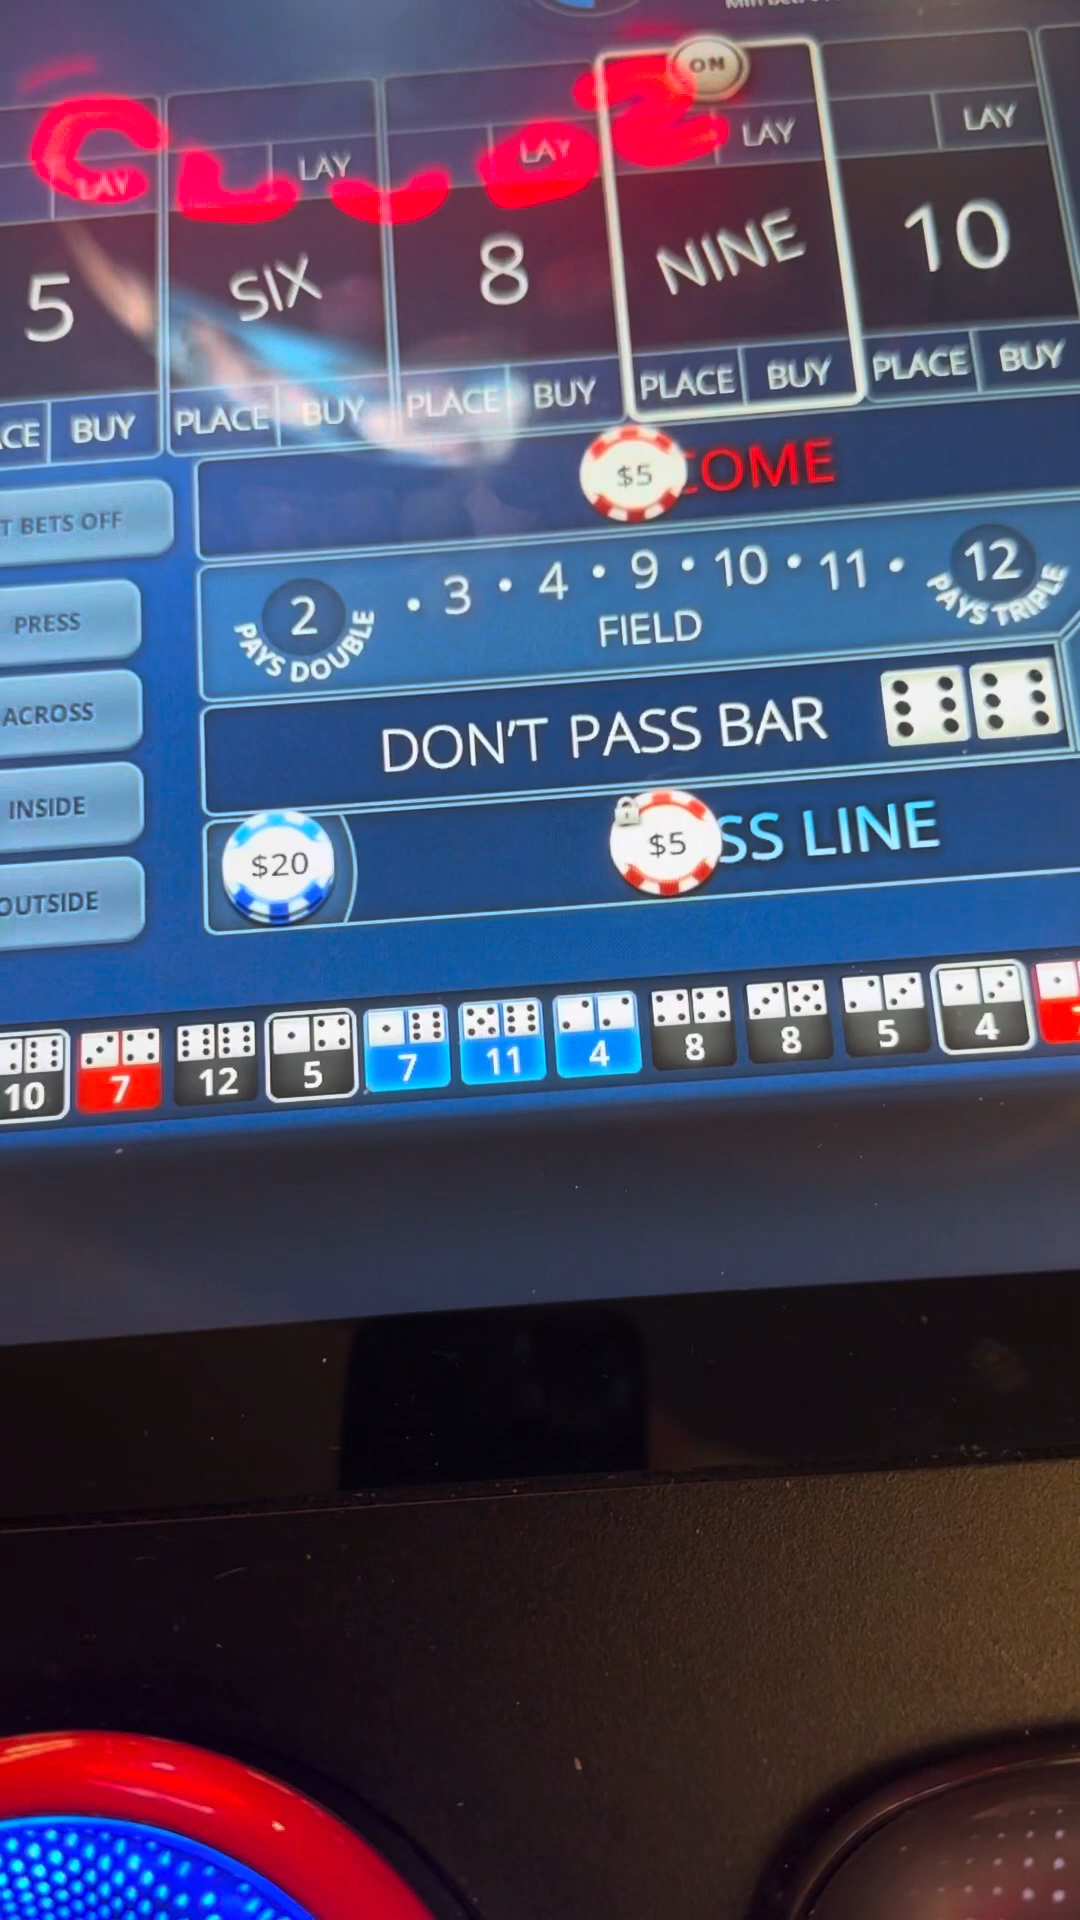 ON
LAY LAY LAY LAY LAY
5 SIX 8 NINE 10
BUY PLACE BUY PLACE BUY PLACE BUY PLACE BUY
$5
T BETS OFF
2 PAYS DOUBLE • 3 • 4 • 9 • 10 • 11 • 12 PAYS TRIPLE
FIELD
PRESS
ACROSS
DON'T PASS BAR
INSIDE
$20 $5 SS LINE
OUTSIDE
10 7 12 5 7 11 4 8 8 5 4